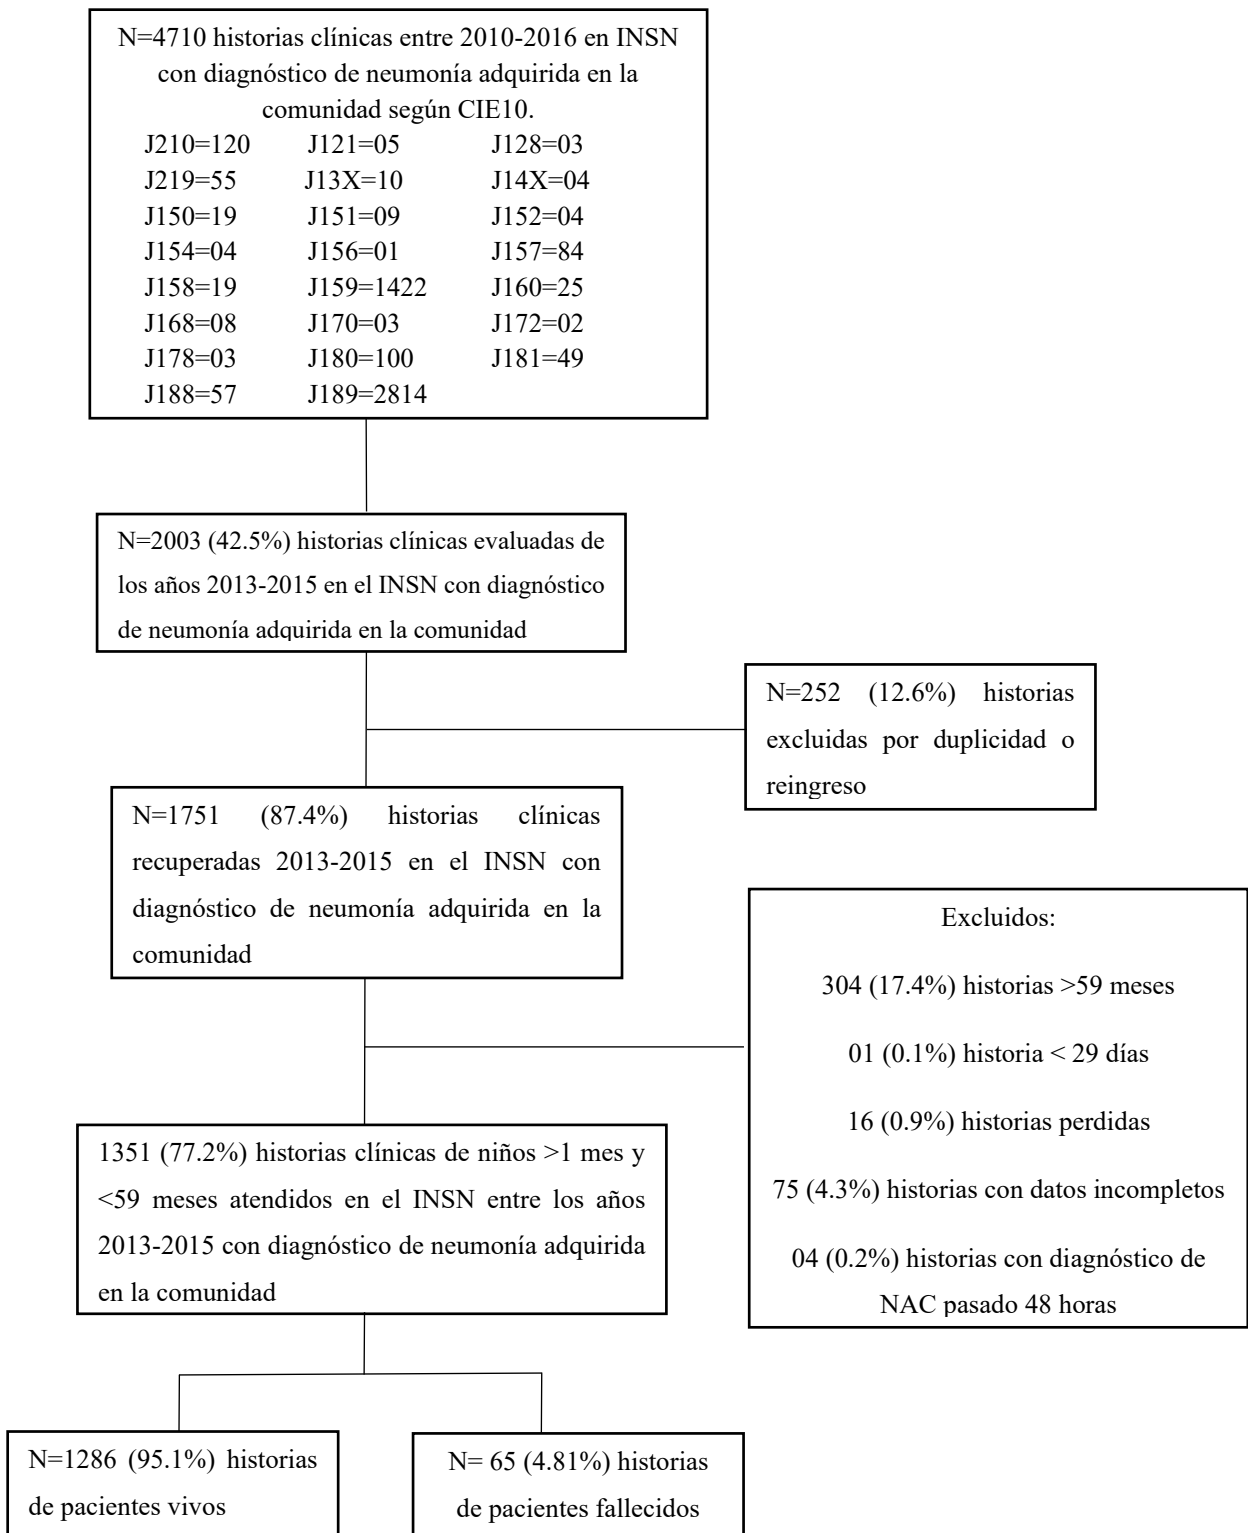 N=4710 historias clínicas entre 2010-2016 en INSN
con diagnóstico de neumonía adquirida en la
comunidad según CIE10.
J210=120 J121=05 J128=03
J219=55 J13X=10 J14X=04
J150=19 J151=09 J152=04
J154=04 J156=01 J157=84
J158=19 J159=1422 J160=25
J168=08 J170=03 J172=02
J178=03 J180=100 J181=49
J188=57 J189=2814
N=2003 (42.5%) historias clínicas evaluadas de
los años 2013-2015 en el INSN con diagnóstico
de neumonía adquirida en la comunidad
N=252 (12.6%) historias
excluidas por duplicidad o
reingreso
N=1751 (87.4%) historias clínicas
recuperadas 2013-2015 en el INSN con
diagnóstico de neumonía adquirida en la
comunidad
Excluidos:
304 (17.4%) historias >59 meses
01 (0.1%) historia < 29 días
16 (0.9%) historias perdidas
75 (4.3%) historias con datos incompletos
04 (0.2%) historias con diagnóstico de
NAC pasado 48 horas
1351 (77.2%) historias clínicas de niños >1 mes y
<59 meses atendidos en el INSN entre los años
2013-2015 con diagnóstico de neumonía adquirida
en la comunidad
N=1286 (95.1%) historias
de pacientes vivos
N= 65 (4.81%) historias
de pacientes fallecidos